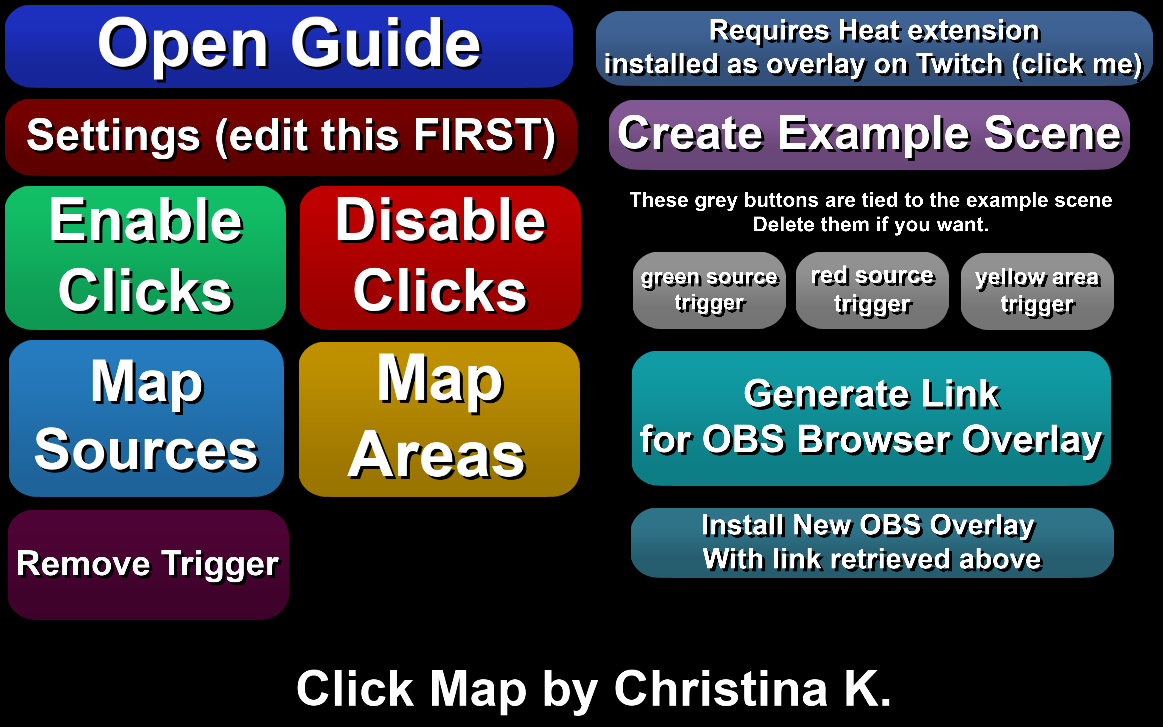 Open Guide
Requires Heat extension
installed as overlay on Twitch (click me)
Settings (edit this FIRST)
Create Example Scene
Enable
Clicks
Disable
Clicks
These grey buttons are tied to the example scene
Delete them if you want.
green source
trigger
red source
trigger
yellow area
trigger
Map
Sources
Map
Areas
Generate Link
for OBS Browser Overlay
Remove Trigger
Install New OBS Overlay
With link retrieved above
Click Map by Christina K.